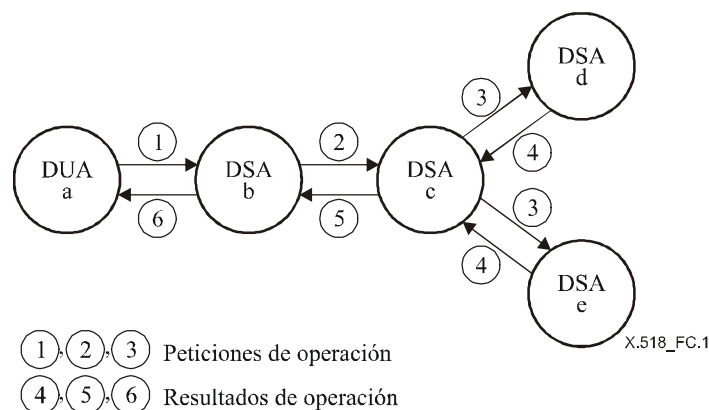 DSA
d
3
1
2
4
DUA
a
DSA
b
DSA
c
6
5
3
4
DSA
e
X.518_FC.1
1, 2, 3 Peticiones de operación
4, 5, 6 Resultados de operación